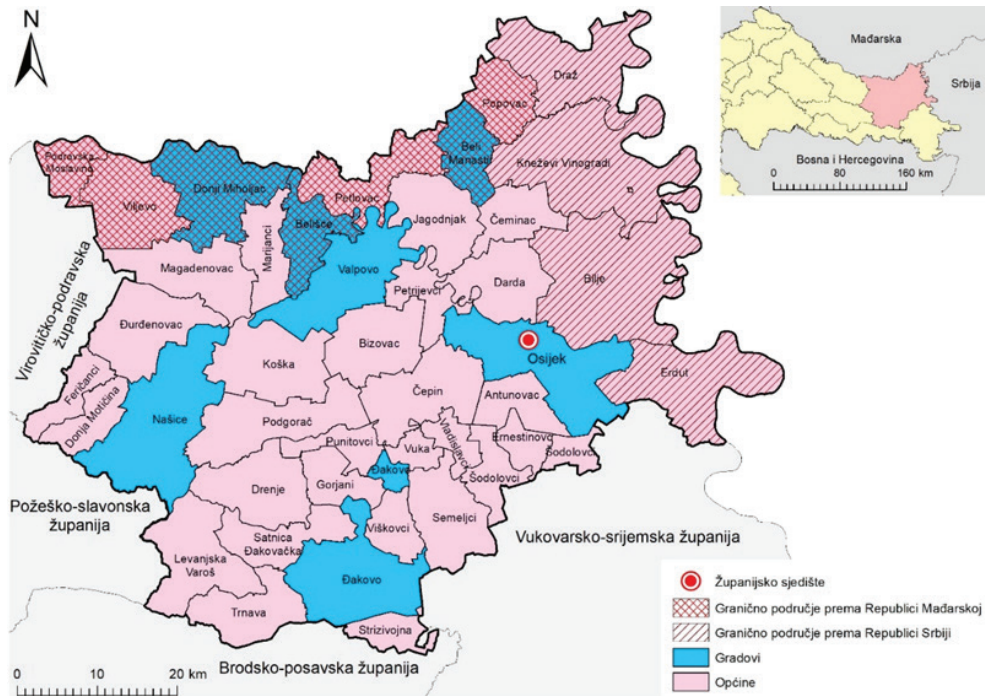 N
Mađarska
Srbija
Bosna i Hercegovina
0
160 km
Draž
Popovac
Beli
Manastir
Kneževi Vinogradi
Podravska
Moslavina
Viljevo
Donji Miholjac
Belišće
Petlovac
Jagodnjak
Čeminac
Marijanci
Magadenovac
Valpovo
Petrijevci
Darda
Bilje
Virovitičko-podravska
županija
Đurđenovac
Koška
Bizovac
Osijek
Erdut
Feričanci
Donja Motičina
Našice
Čepin
Antunovac
Podgorač
Punitovci
Vuka
Vladislavci
Ernestinovo
Šodolovci
Đakovo
Drenje
Gorjani
Šodolovci
Semeljci
Viškovci
Požeško-slavonska
županija
Satnica
Đakovačka
Levanjska
Varoš
Đakovo
Trnava
Strizivojna
Vukovarsko-srijemska županija
Brodsko-posavska županija
0
10
20 km
Županijsko sjedište
Granično područje prema Republici Mađarskoj
Granično područje prema Republici Srbiji
Gradovi
Općine